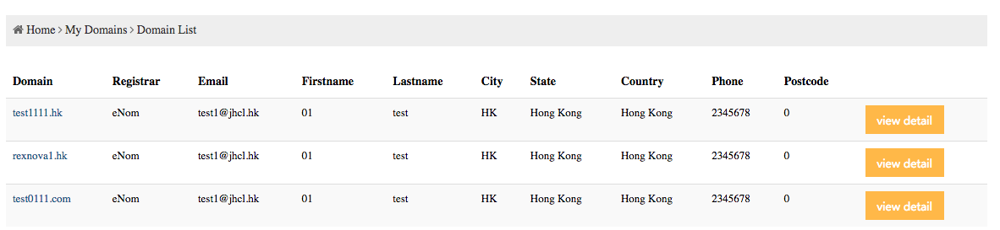 Home > My Domains > Domain List
Domain Registrar Email Firstname Lastname City State Country Phone Postcode
test1111.hk eNom test1@jhcl.hk 01 test HK Hong Kong Hong Kong 2345678 0 view detail
rexnova1.hk eNom test1@jhcl.hk 01 test HK Hong Kong Hong Kong 2345678 0 view detail
test0111.com eNom test1@jhcl.hk 01 test HK Hong Kong Hong Kong 2345678 0 view detail